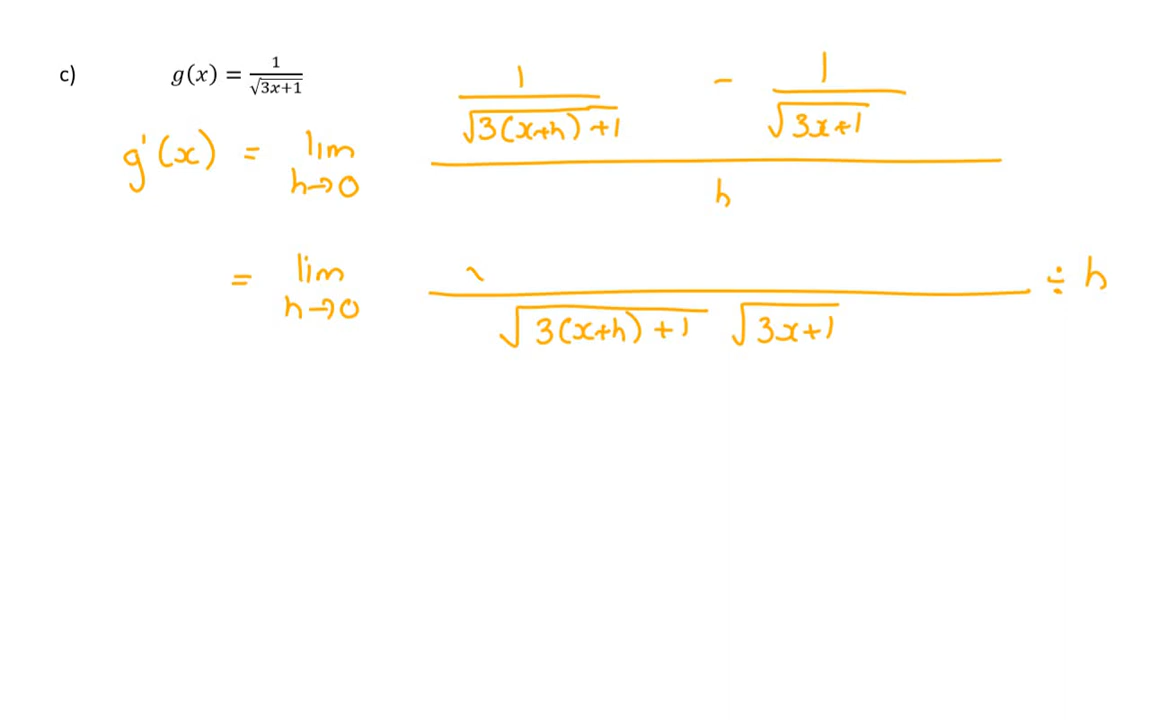 c) g(x) = 1/√(3x+1)
g'(x) = lim h→0 (1/√(3(x+h)+1) - 1/√(3x+1)) / h
= lim h→0 /(√(3(x+h)+1) √(3x+1)) ÷ h